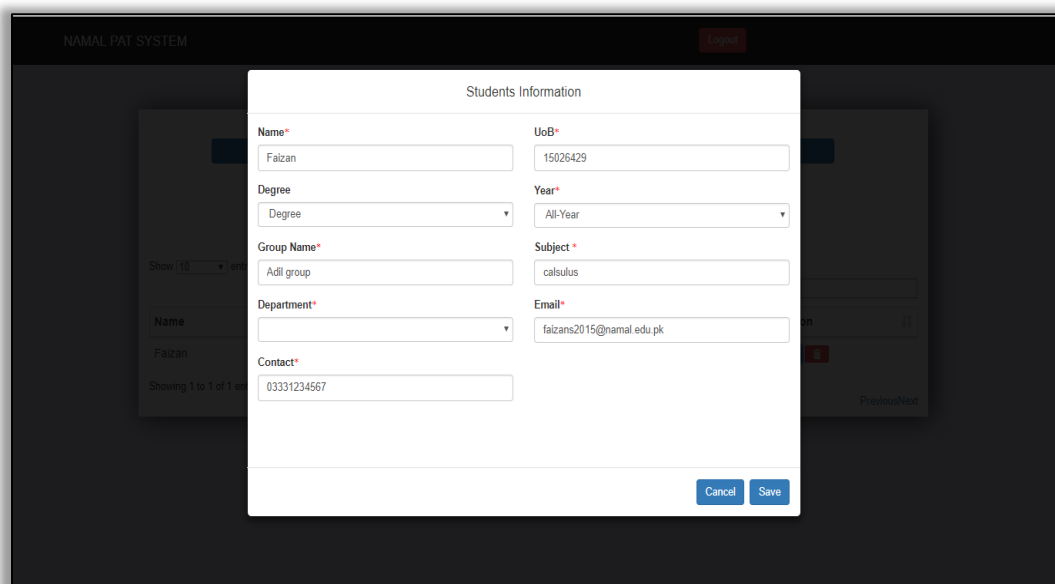 NAMAL PAT SYSTEM
Logout
Students Information
Name* UoB*
Faizan 15026429
Degree Year*
Degree All-Year
Group Name* Subject *
Adil group calsulus
Department* Email*
faizans2015@namal.edu.pk
Contact*
03331234567
Cancel Save
Show 10
Name
Faizan
Showing 1 to 1 of 1
PreviousNext